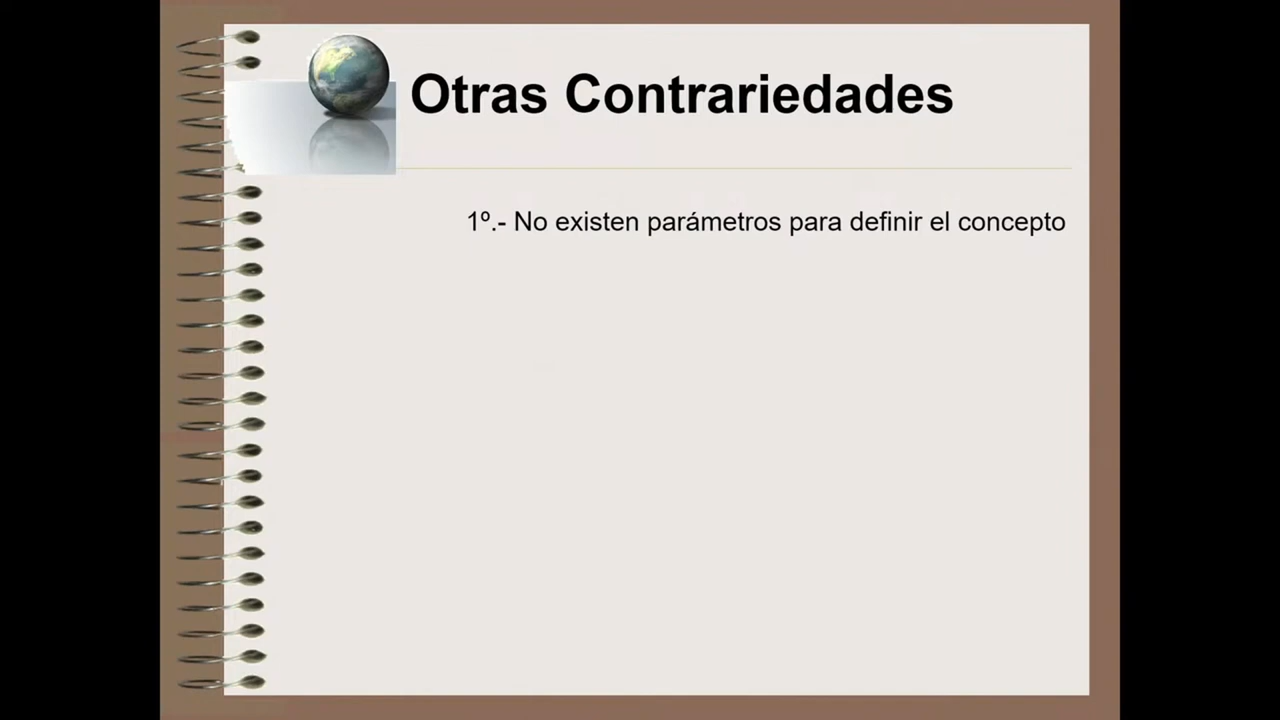 Otras Contrariedades
1º.- No existen parámetros para definir el concepto